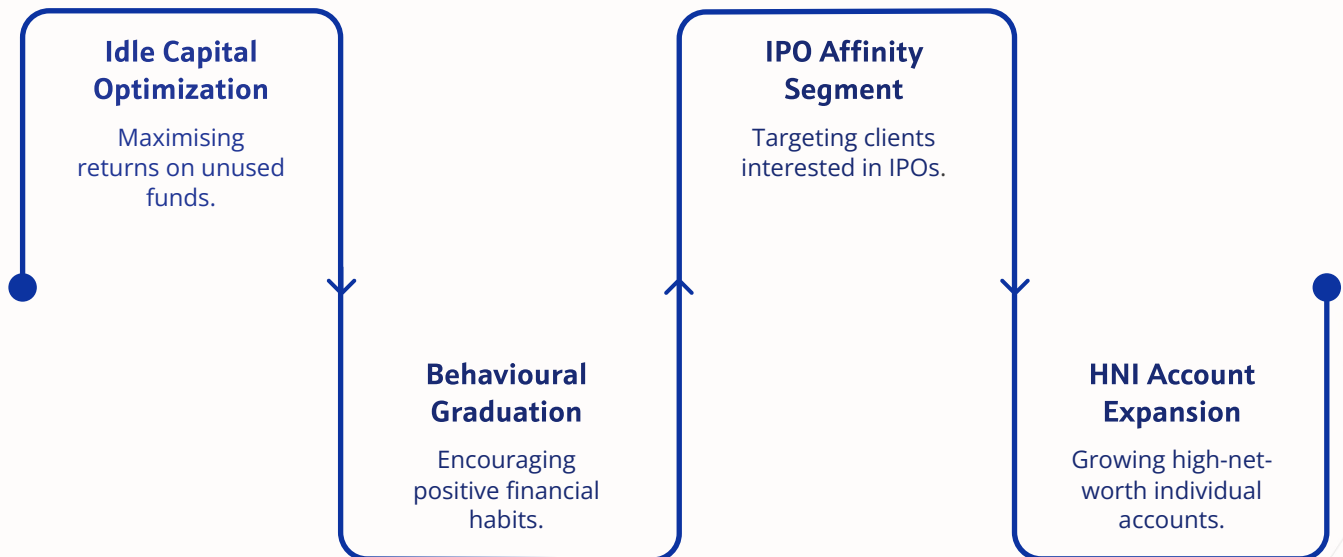 Idle Capital
Optimization
Maximising
returns on unused
funds.
Behavioural
Graduation
Encouraging
positive financial
habits.
IPO Affinity
Segment
Targeting clients
interested in IPOs.
HNI Account
Expansion
Growing high-net-
worth individual
accounts.